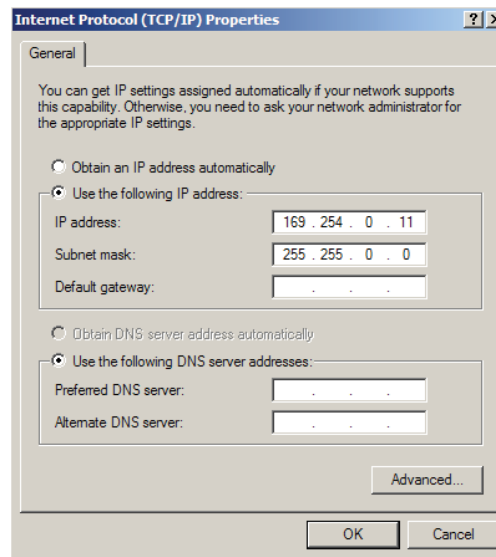 Internet Protocol (TCP/IP) Properties
General
You can get IP settings assigned automatically if your network supports
this capability. Otherwise, you need to ask your network administrator for
the appropriate IP settings.
Obtain an IP address automatically
Use the following IP address:
IP address: 169 . 254 . 0 . 11
Subnet mask: 255 . 255 . 0 . 0
Default gateway: . . .
Obtain DNS server address automatically
Use the following DNS server addresses:
Preferred DNS server: . . .
Alternate DNS server: . . .
Advanced...
OK Cancel